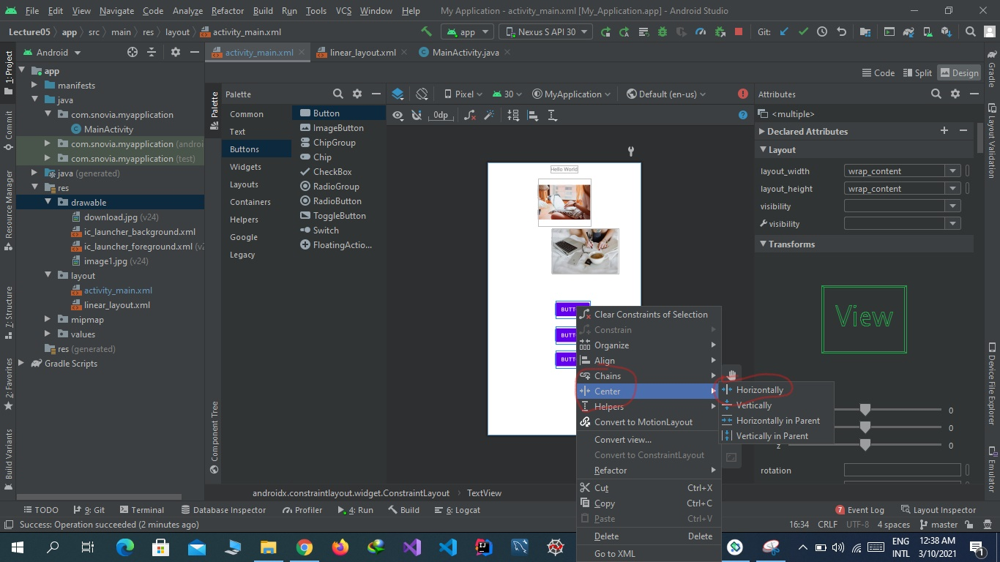 File Edit View Navigate Code Analyze Refactor Build Run Tools VCS Window Help My Application - activity_main.xml [My_Application.app] - Android Studio
Lecture05 app src main res layout activity_main.xml app Nexus S API 30 Git:
Android
activity_main.xml linear_layout.xml MainActivity.java
Code Split Design
1: Project
Commit
Resource Manager
7: Structure
2: Favorites
Build Variants
app
manifests
java
com.snovia.myapplication
MainActivity
com.snovia.myapplication (androi
com.snovia.myapplication (test)
java (generated)
res
drawable
download.jpg (v24)
ic_launcher_background.xml
ic_launcher_foreground.xml (v
image1.jpg (v24)
layout
activity_main.xml
linear_layout.xml
mipmap
values
res (generated)
Gradle Scripts
Palette
Component Tree
Palette
Common
Text
Buttons
Widgets
Layouts
Containers
Helpers
Google
Legacy
Button
ImageButton
ChipGroup
Chip
CheckBox
RadioGroup
RadioButton
ToggleButton
Switch
FloatingActio...
Pixel 30 MyApplication Default (en-us)
0dp
Hello World
BUTT
BUTT
BUTT
Clear Constraints of Selection
Constrain
Organize
Align
Chains
Center
Helpers
Convert to MotionLayout
Convert view...
Convert to ConstraintLayout
Refactor
Cut Ctrl+X
Copy Ctrl+C
Paste Ctrl+V
Delete Delete
Go to XML
Horizontally
Vertically
Horizontally in Parent
Vertically in Parent
Attributes
<multiple>
Declared Attributes
Layout
layout_width wrap_content
layout_height wrap_content
visibility
visibility
Transforms
View
0
0
z 0
rotation
Gradle
Layout Validation
Device File Explorer
Emulator
androidx.constraintlayout.widget.ConstraintLayout TextView
TODO 9: Git Terminal Database Inspector Profiler 4: Run Build 6: Logcat 7 Event Log Layout Inspector
Success: Operation succeeded (2 minutes ago) 16:34 CRLF UTF-8 4 spaces master
ENG
INTL
12:38 AM
3/10/2021
1